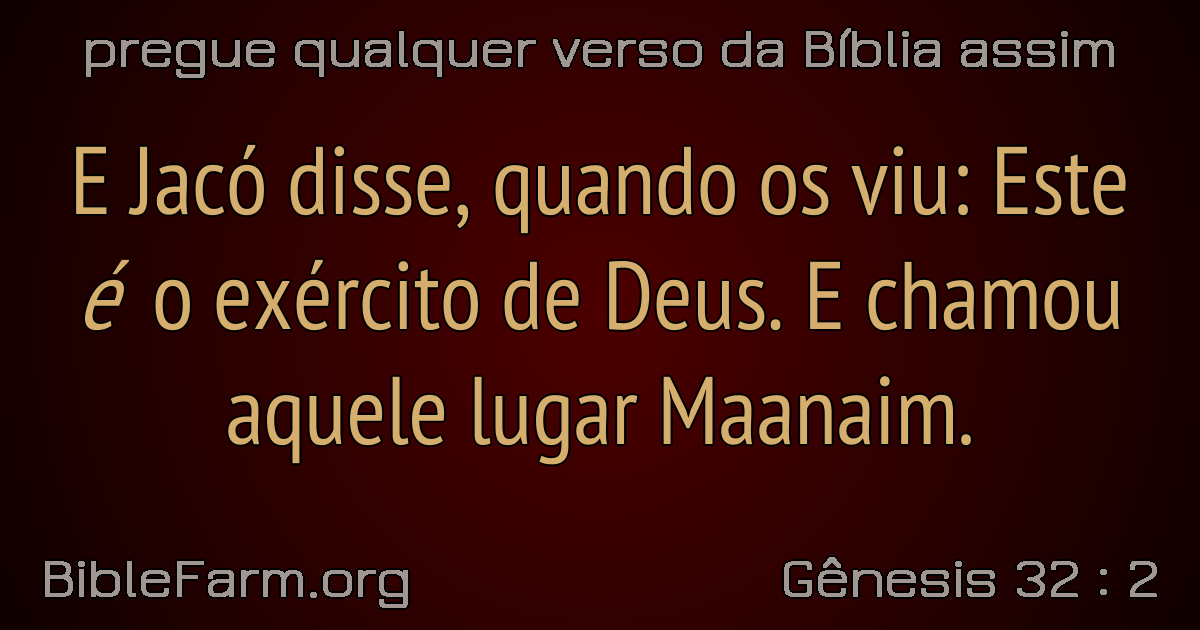 pregue qualquer verso da Bíblia assim
E Jacó disse, quando os viu: Este
é o exército de Deus. E chamou
aquele lugar Maanaim.
BibleFarm.org
Gênesis 32 : 2